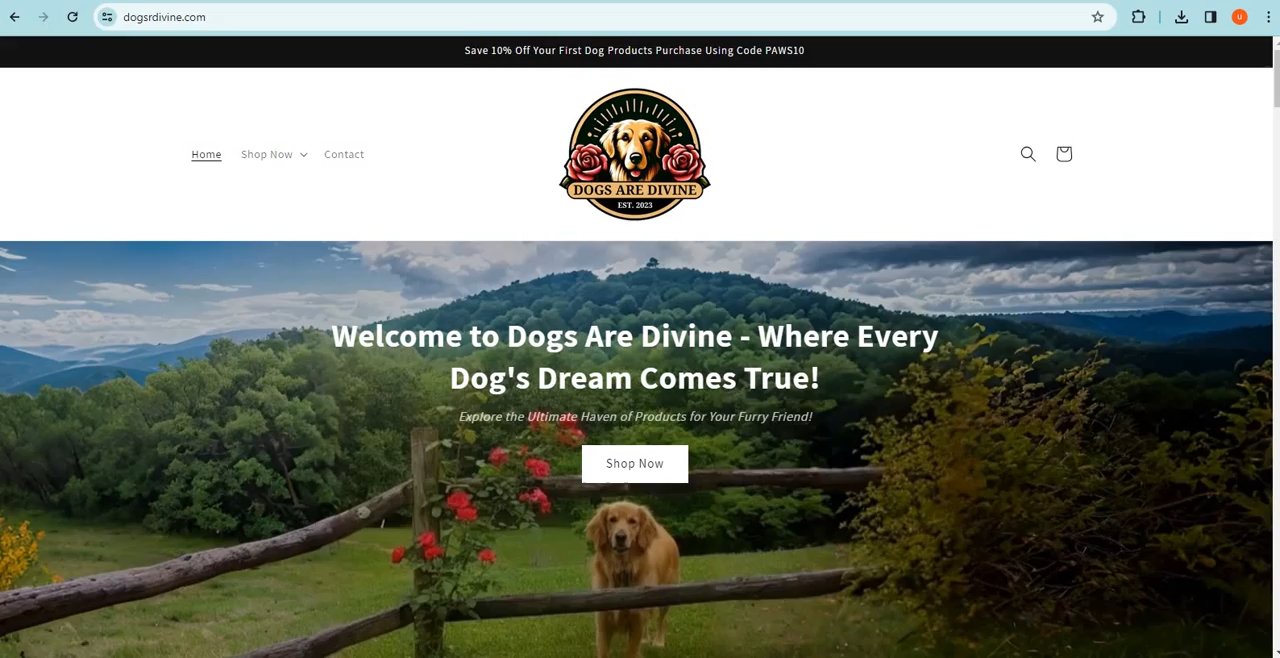 dogsrdivine.com
u
Save 10% Off Your First Dog Products Purchase Using Code PAWS10
Home Shop Now Contact
DOGS ARE DIVINE
EST. 2023
Welcome to Dogs Are Divine - Where Every
Dog's Dream Comes True!
Explore the Ultimate Haven of Products for Your Furry Friend!
Shop Now